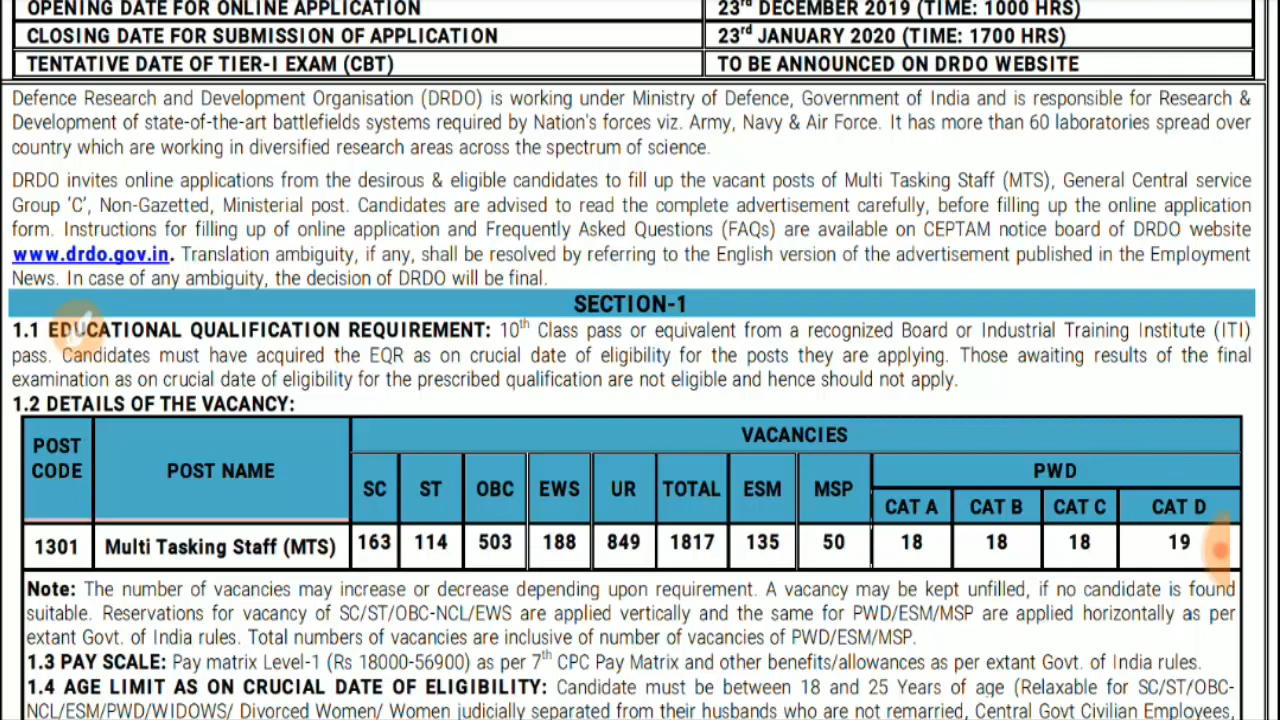 OPENING DATE FOR ONLINE APPLICATION 23rd DECEMBER 2019 (TIME: 1000 HRS)
CLOSING DATE FOR SUBMISSION OF APPLICATION 23rd JANUARY 2020 (TIME: 1700 HRS)
TENTATIVE DATE OF TIER-I EXAM (CBT) TO BE ANNOUNCED ON DRDO WEBSITE
Defence Research and Development Organisation (DRDO) is working under Ministry of Defence, Government of India and is responsible for Research &
Development of state-of-the-art battlefields systems required by Nation's forces viz. Army, Navy & Air Force. It has more than 60 laboratories spread over
country which are working in diversified research areas across the spectrum of science.
DRDO invites online applications from the desirous & eligible candidates to fill up the vacant posts of Multi Tasking Staff (MTS), General Central service
Group 'C', Non-Gazetted, Ministerial post. Candidates are advised to read the complete advertisement carefully, before filling up the online application
form. Instructions for filling up of online application and Frequently Asked Questions (FAQs) are available on CEPTAM notice board of DRDO website
www.drdo.gov.in. Translation ambiguity, if any, shall be resolved by referring to the English version of the advertisement published in the Employment
News. In case of any ambiguity, the decision of DRDO will be final.
SECTION-1
1.1 EDUCATIONAL QUALIFICATION REQUIREMENT: 10th Class pass or equivalent from a recognized Board or Industrial Training Institute (ITI)
pass. Candidates must have acquired the EQR as on crucial date of eligibility for the posts they are applying. Those awaiting results of the final
examination as on crucial date of eligibility for the prescribed qualification are not eligible and hence should not apply.
1.2 DETAILS OF THE VACANCY:
POST CODE POST NAME VACANCIES
SC ST OBC EWS UR TOTAL ESM MSP PWD
CAT A CAT B CAT C CAT D
1301 Multi Tasking Staff (MTS) 163 114 503 188 849 1817 135 50 18 18 18 19
Note: The number of vacancies may increase or decrease depending upon requirement. A vacancy may be kept unfilled, if no candidate is found
suitable. Reservations for vacancy of SC/ST/OBC-NCL/EWS are applied vertically and the same for PWD/ESM/MSP are applied horizontally as per
extant Govt. of India rules. Total numbers of vacancies are inclusive of number of vacancies of PWD/ESM/MSP.
1.3 PAY SCALE: Pay matrix Level-1 (Rs 18000-56900) as per 7th CPC Pay Matrix and other benefits/allowances as per extant Govt. of India rules.
1.4 AGE LIMIT AS ON CRUCIAL DATE OF ELIGIBILITY: Candidate must be between 18 and 25 Years of age (Relaxable for SC/ST/OBC-
NCL/ESM/PWD/WIDOWS/ Divorced Women/ Women judicially separated from their husbands who are not remarried, Central Govt Civilian Employees,